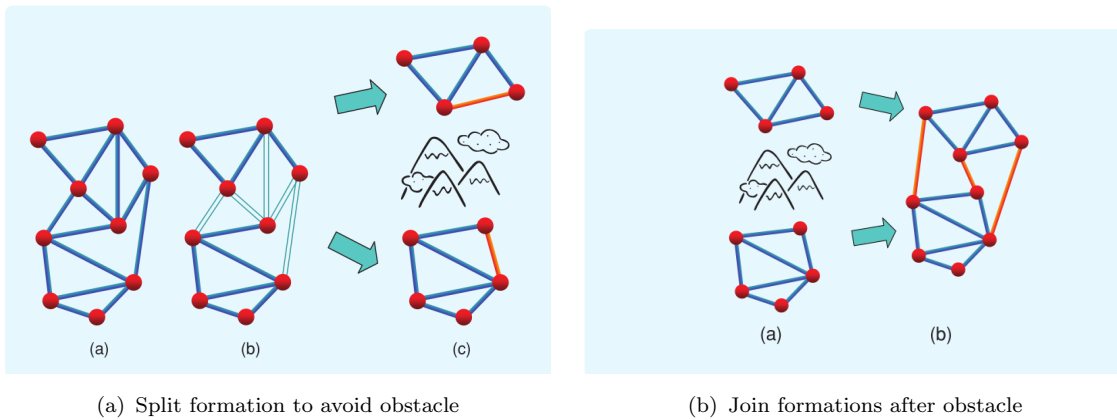 (a)
(b)
(c)
(a)
(b)
(a) Split formation to avoid obstacle
(b) Join formations after obstacle